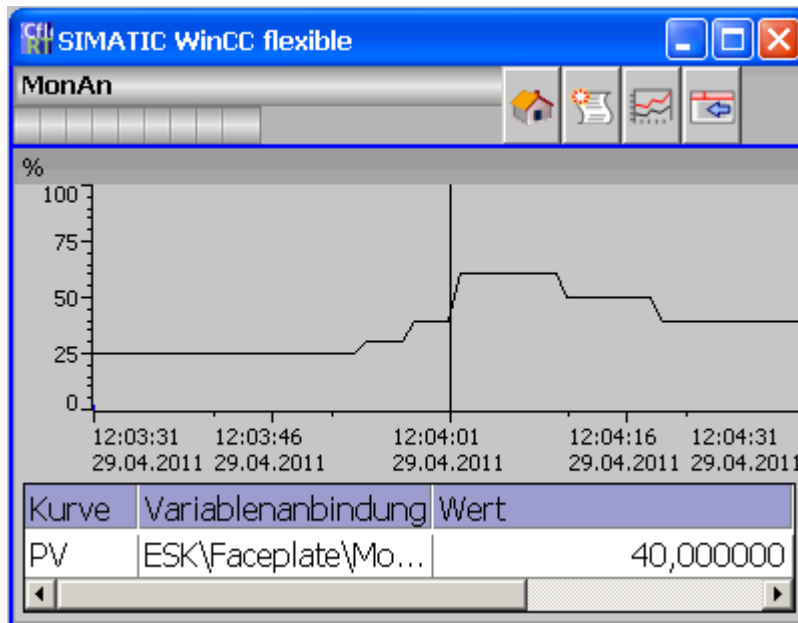 Cfl RT SIMATIC WinCC flexible
MonAn
%
100
75
50
25
0
12:03:31 12:03:46 12:04:01 12:04:16 12:04:31
29.04.2011 29.04.2011 29.04.2011 29.04.2011 29.04.2011
Kurve Variablenanbindung Wert
PV ESK\Faceplate\Mo... 40,000000